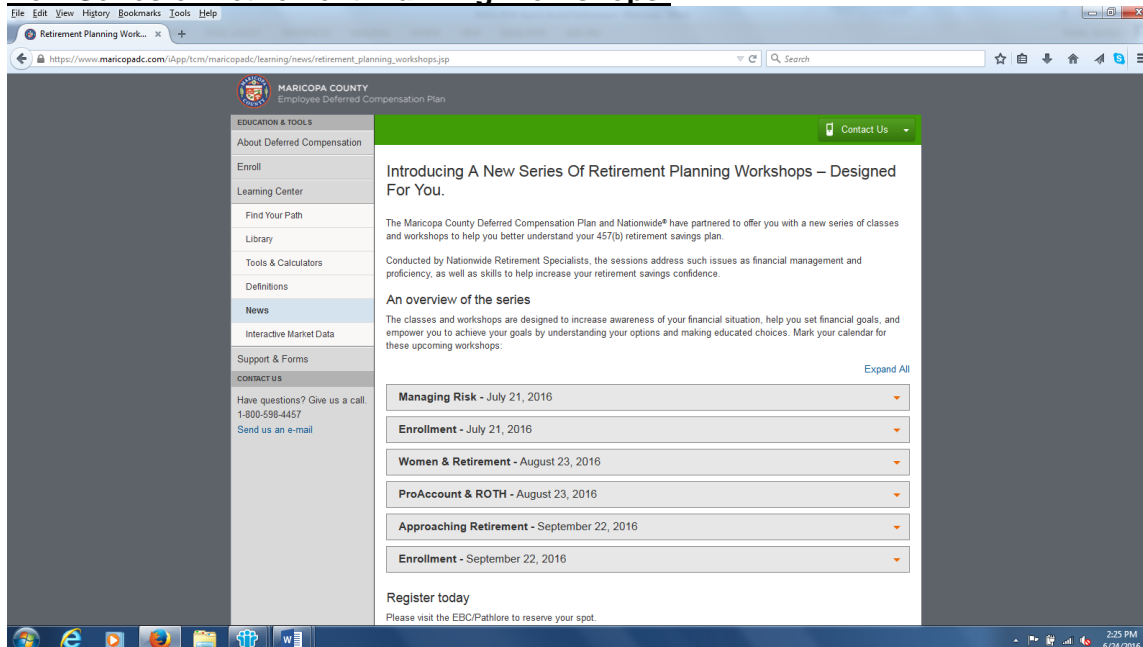 File Edit View History Bookmarks Tools Help
Retirement Planning Work... × +
https://www.maricopadc.com/iApp/tcm/maricopadc/learning/news/retirement_planning_workshops.jsp
Search
MARICOPA COUNTY
Employee Deferred Compensation Plan
EDUCATION & TOOLS
About Deferred Compensation
Enroll
Learning Center
Find Your Path
Library
Tools & Calculators
Definitions
News
Interactive Market Data
Support & Forms
CONTACT US
Have questions? Give us a call.
1-800-598-4457
Send us an e-mail
Contact Us
Introducing A New Series Of Retirement Planning Workshops – Designed
For You.
The Maricopa County Deferred Compensation Plan and Nationwide® have partnered to offer you with a new series of classes
and workshops to help you better understand your 457(b) retirement savings plan.
Conducted by Nationwide Retirement Specialists, the sessions address such issues as financial management and
proficiency, as well as skills to help increase your retirement savings confidence.
An overview of the series
The classes and workshops are designed to increase awareness of your financial situation, help you set financial goals, and
empower you to achieve your goals by understanding your options and making educated choices. Mark your calendar for
these upcoming workshops:
Expand All
Managing Risk - July 21, 2016
Enrollment - July 21, 2016
Women & Retirement - August 23, 2016
ProAccount & ROTH - August 23, 2016
Approaching Retirement - September 22, 2016
Enrollment - September 22, 2016
Register today
Please visit the EBC/Pathlore to reserve your spot.
2:25 PM
6/24/2016